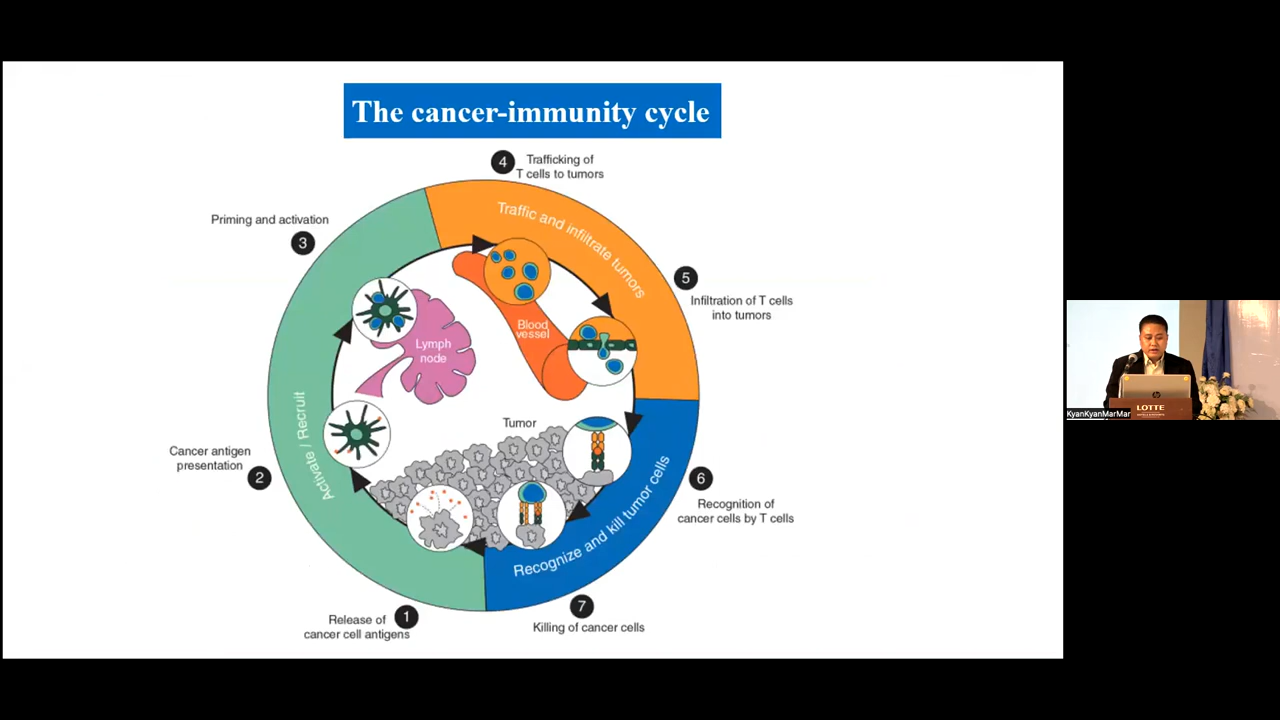 The cancer-immunity cycle
4
Trafficking of
T cells to tumors
Priming and activation
3
Traffic and infiltrate tumors
5
Infiltration of T cells
into tumors
Blood
vessel
Lymph
node
Activate / Recruit
Tumor
Cancer antigen
presentation
2
6
Recognition of
cancer cells by T cells
Recognize and kill tumor cells
7
Killing of cancer cells
1
Release of
cancer cell antigens
LOTTE
KyanKyanMarMar